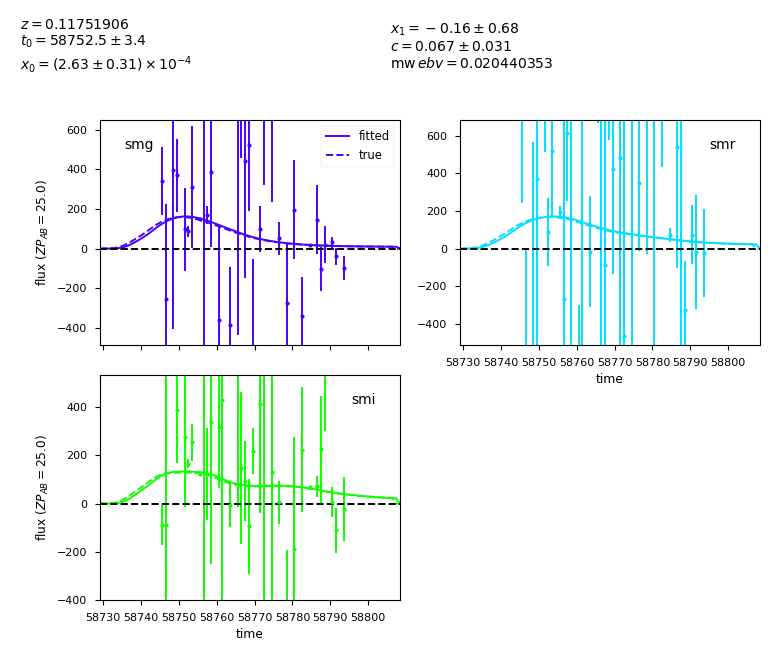 z = 0.11751906
t₀ = 58752.5 ± 3.4
x₀ = (2.63 ± 0.31) × 10⁻⁴
x₁ = −0.16 ± 0.68
c = 0.067 ± 0.031
mw ebv = 0.020440353
smg
fitted
true
600
400
200
0
−200
−400
flux (ZP_AB = 25.0)
smr
600
400
200
0
−200
−400
58730 58740 58750 58760 58770 58780 58790 58800
time
smi
400
200
0
−200
−400
flux (ZP_AB = 25.0)
58730 58740 58750 58760 58770 58780 58790 58800
time